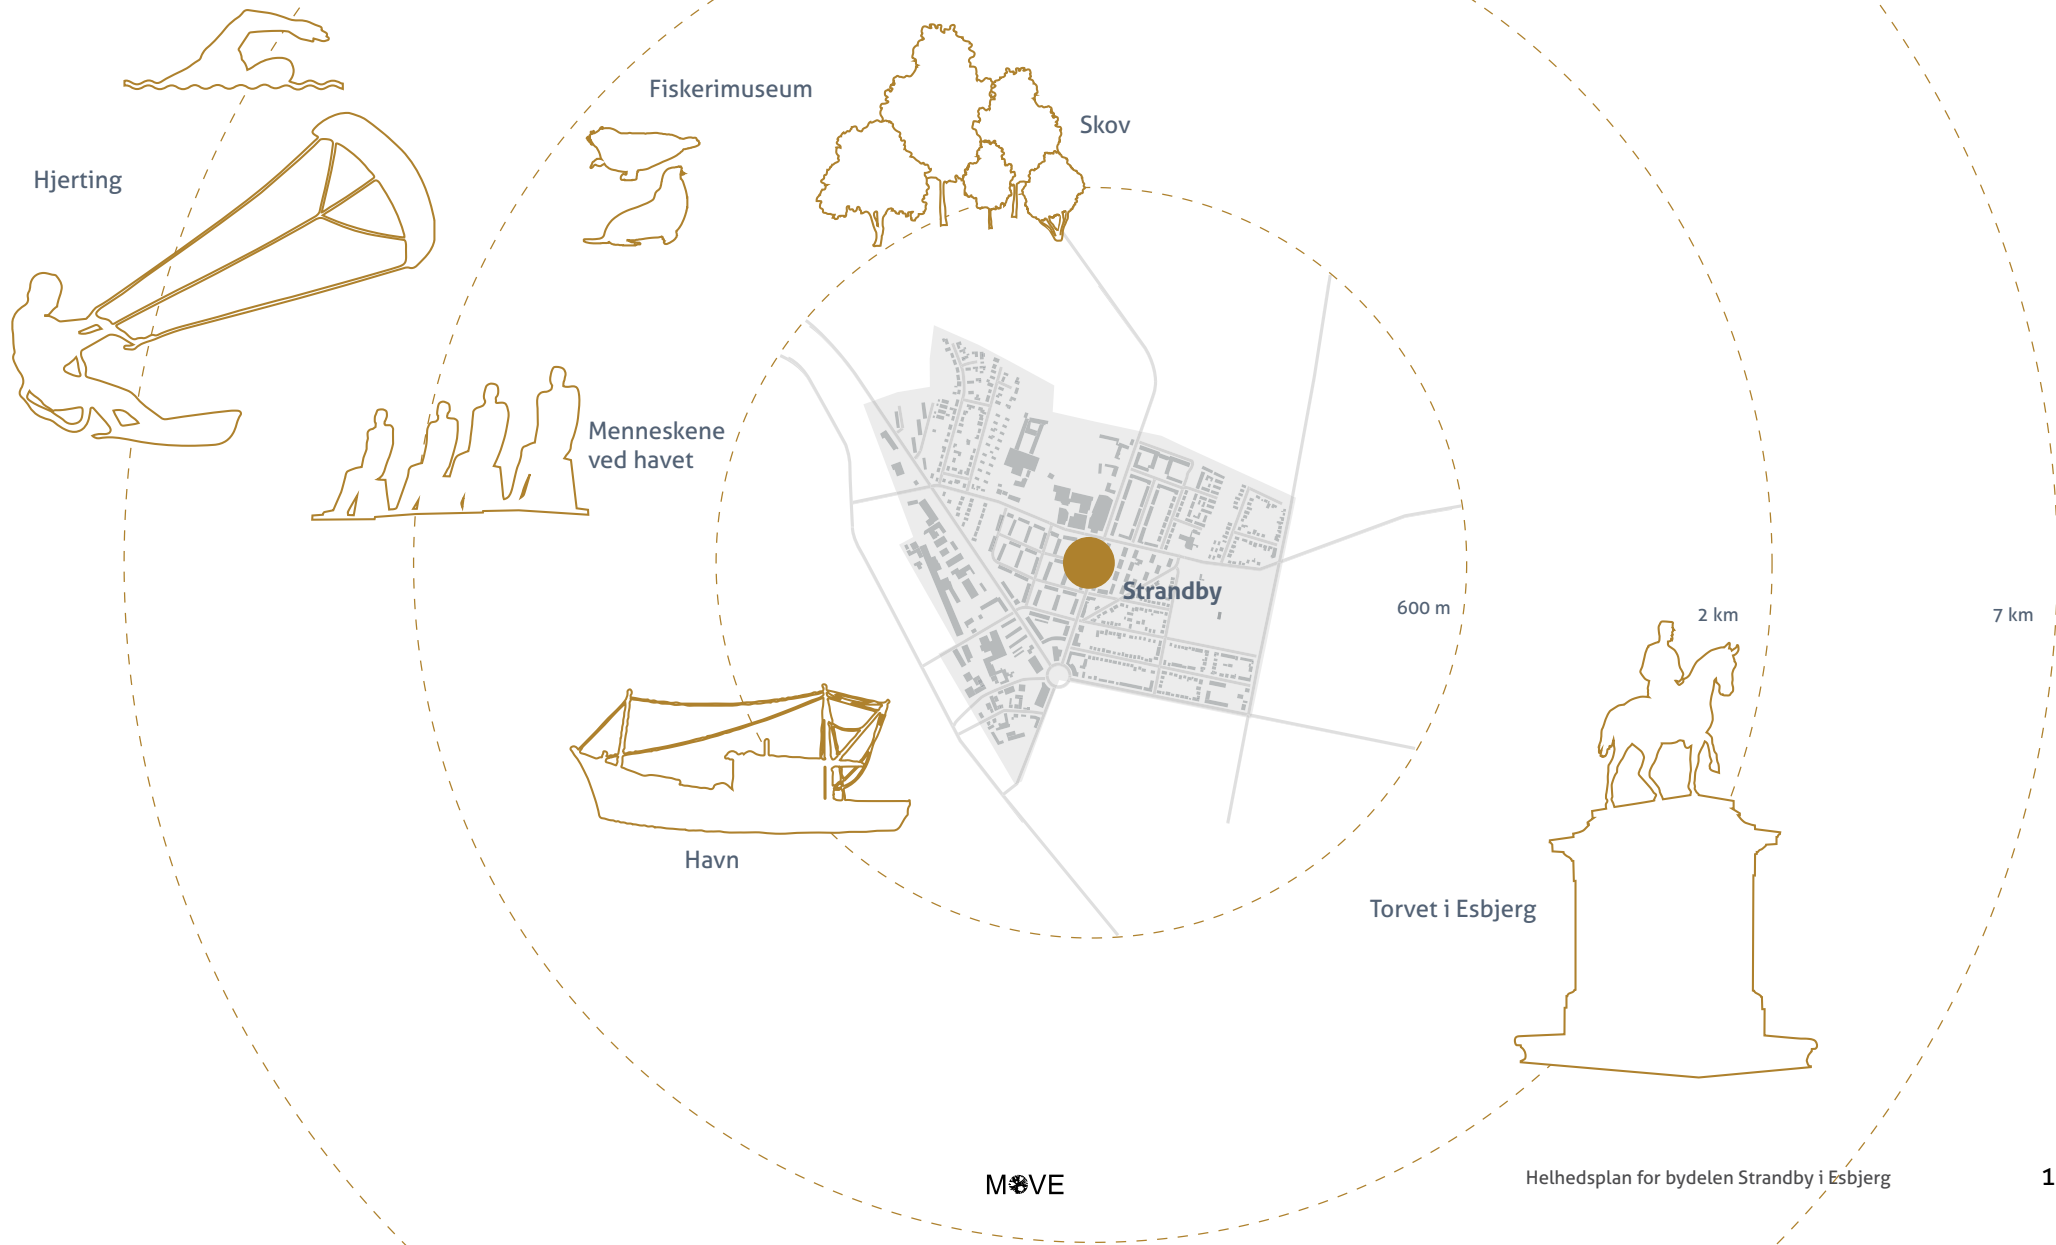 Fiskerimuseum
Skov
Hjerting
Menneskene
ved havet
Strandby
600 m
2 km
7 km
Havn
Torvet i Esbjerg
MOVE
Helhedsplan for bydelen Strandby i Esbjerg
1